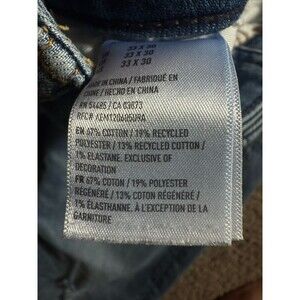 33 X 30
33 X 30
33 X 30
MADE IN CHINA / FABRIQUÉ EN
CHINE / HECHO EN CHINA
RN 54485 / CA 03873
RFC# AEM120605URA
EN 67% COTTON / 19% RECYCLED
POLYESTER / 13% RECYCLED COTTON /
1% ELASTANE. EXCLUSIVE OF
DECORATION
FR 67% COTON / 19% POLYESTER
RÉGÉNÉRÉ / 13% COTON RÉGÉNÉRÉ /
1% ÉLASTHANNE. À L'EXCEPTION DE LA
GARNITURE